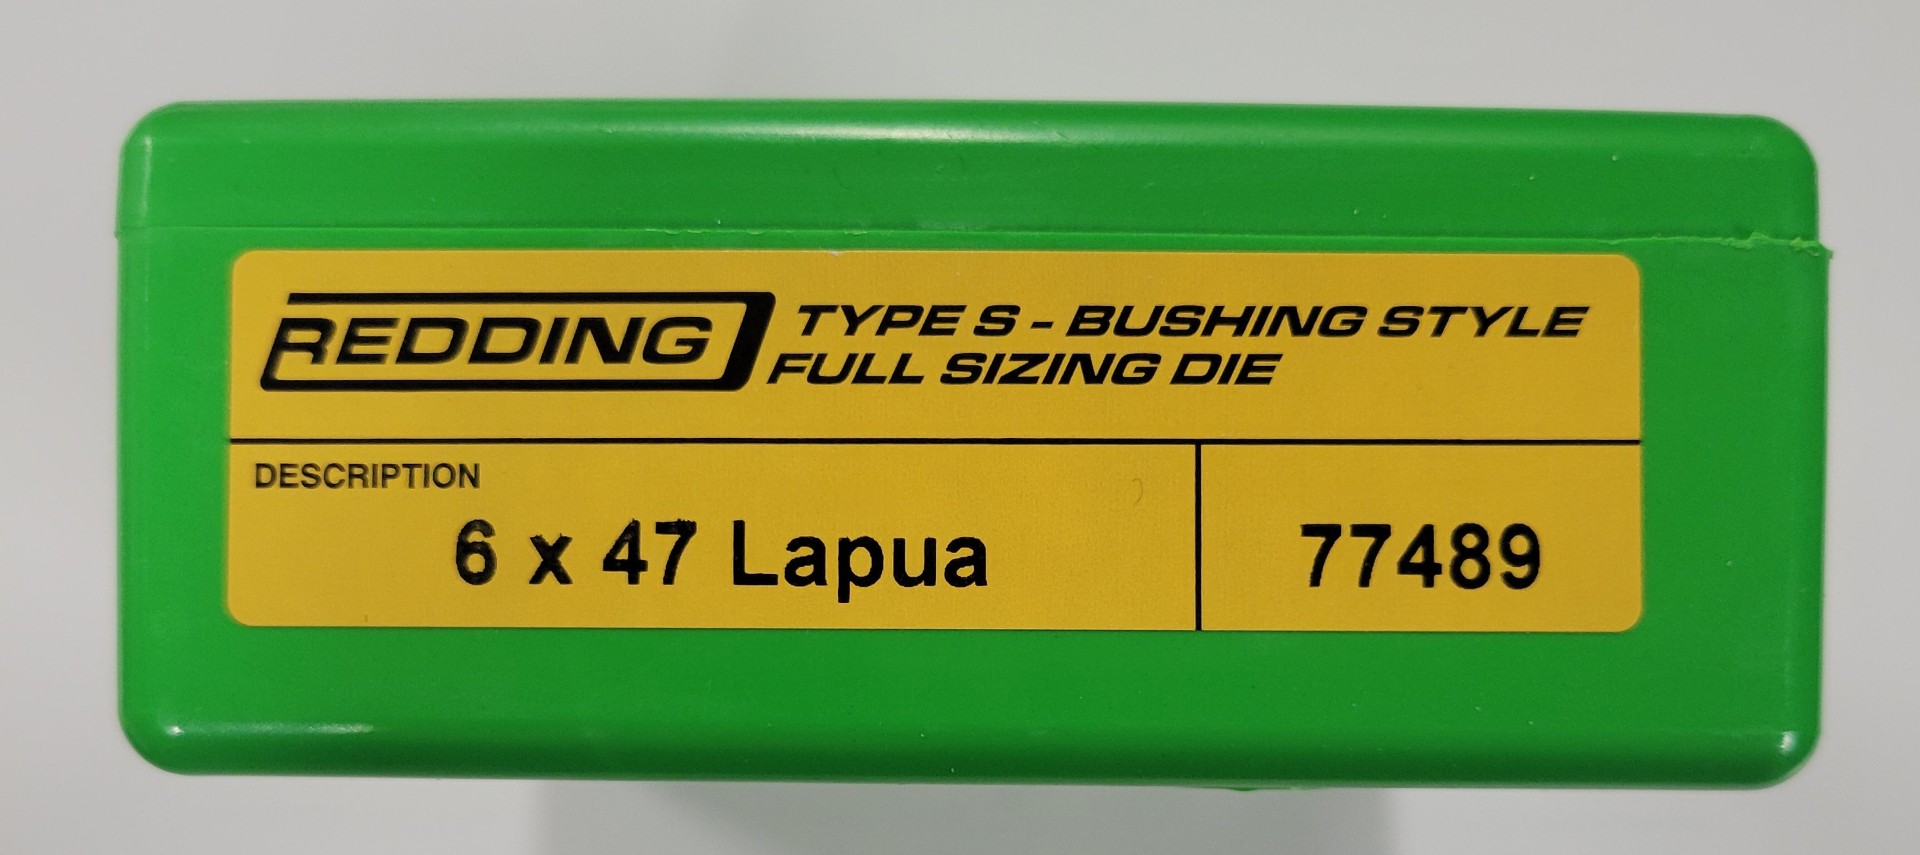 REDDING TYPE S - BUSHING STYLE
FULL SIZING DIE
DESCRIPTION
6 x 47 Lapua 77489